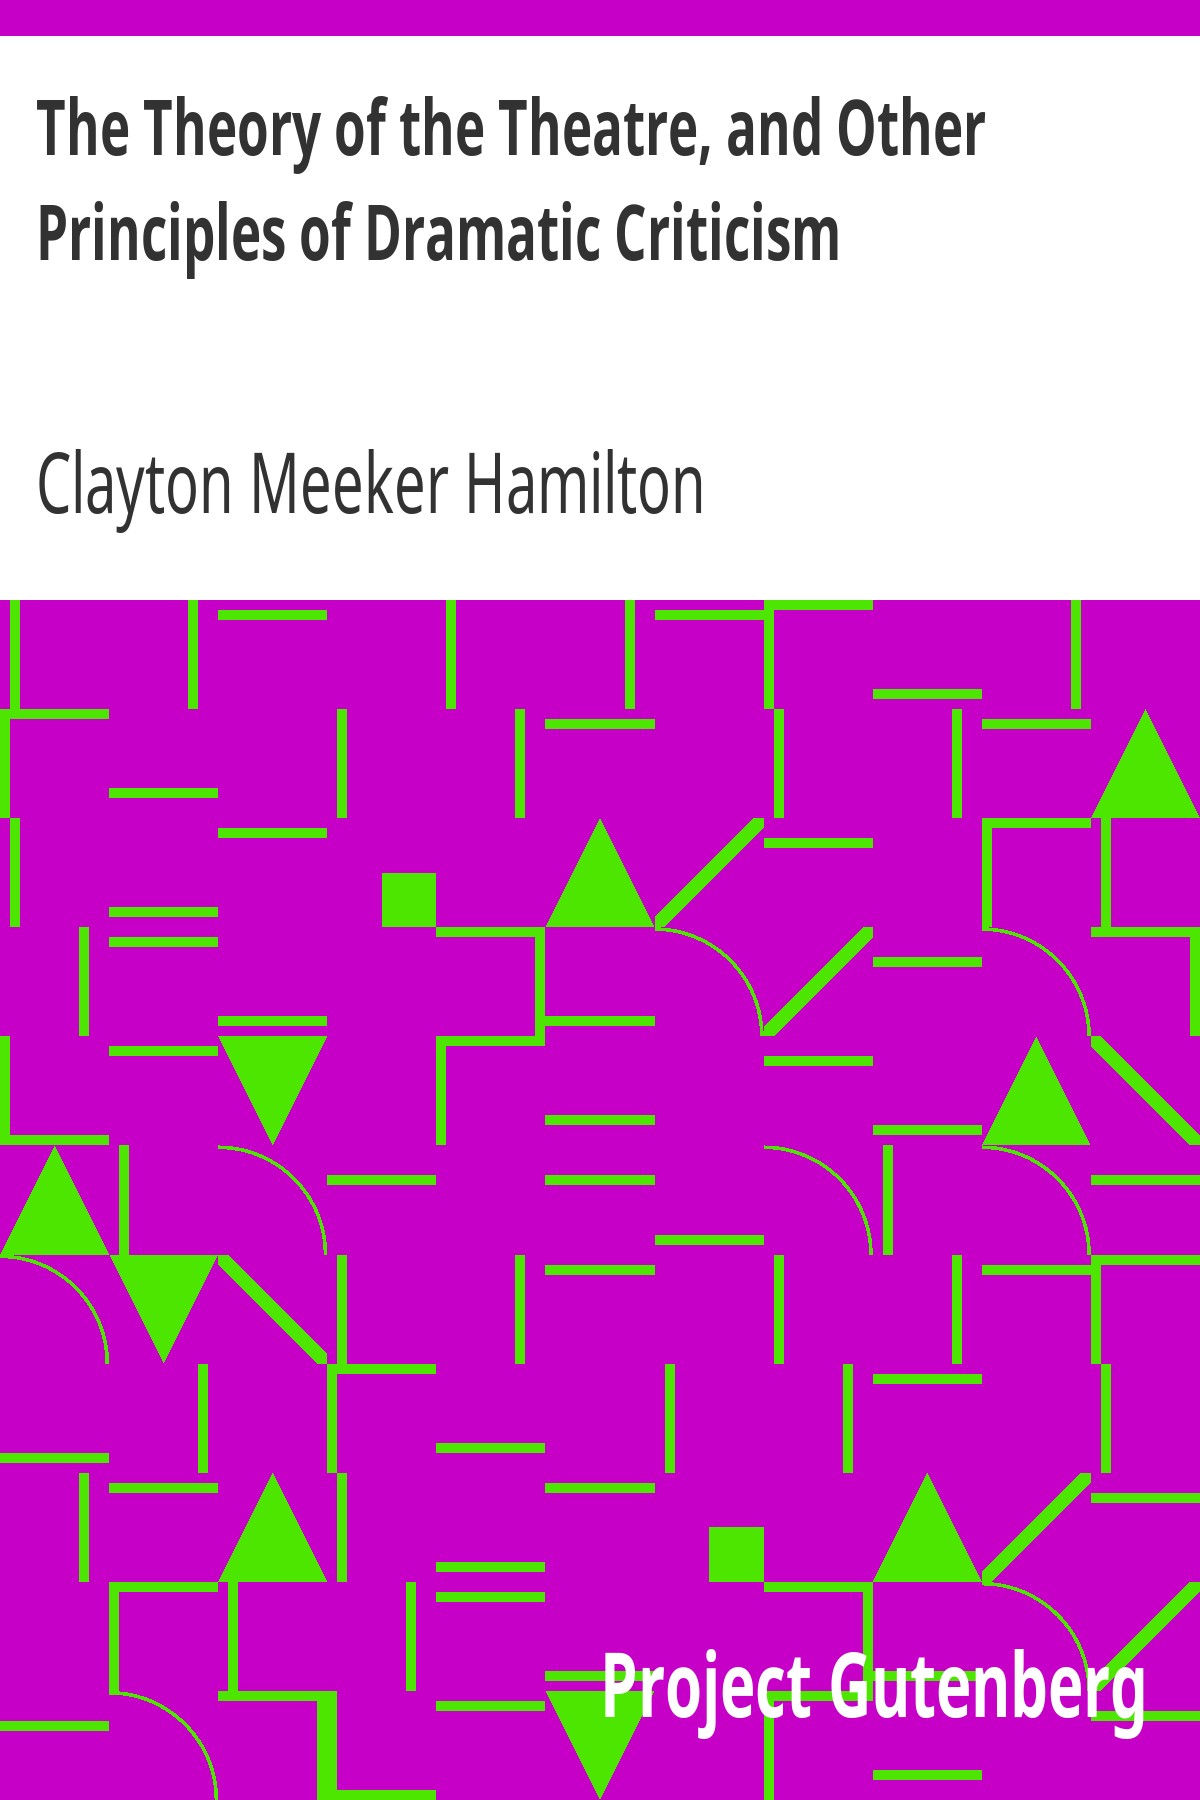 The Theory of the Theatre, and Other
Principles of Dramatic Criticism
Clayton Meeker Hamilton
Project Gutenberg